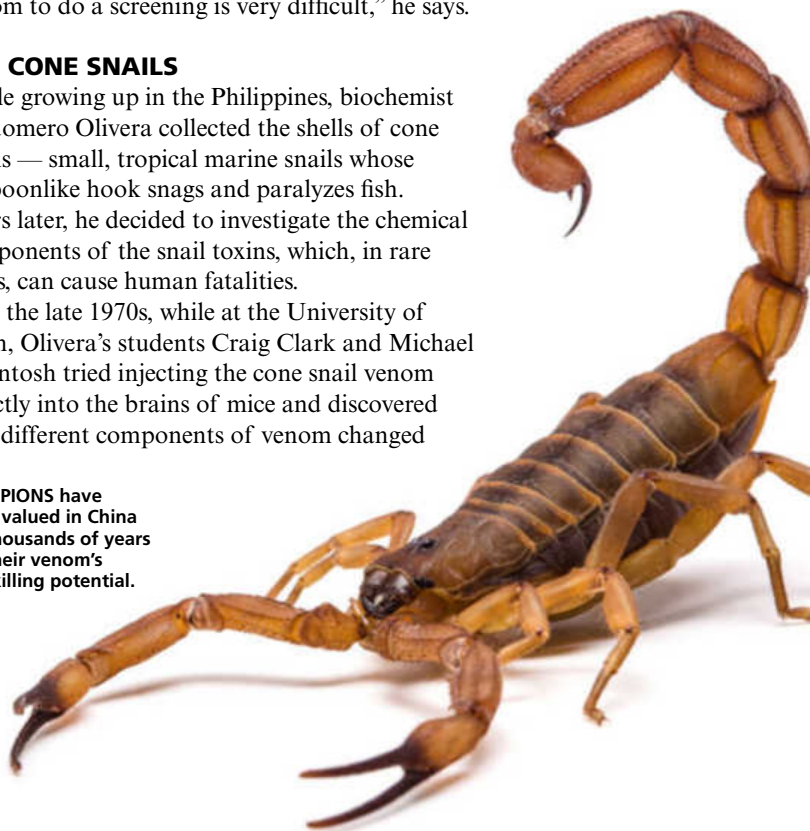 om to do a screening is very difficult,” he says.
CONE SNAILS
le growing up in the Philippines, biochemist
omero Olivera collected the shells of cone
s — small, tropical marine snails whose
poonlike hook snags and paralyzes fish.
rs later, he decided to investigate the chemical
ponents of the snail toxins, which, in rare
s, can cause human fatalities.
the late 1970s, while at the University of
h, Olivera’s students Craig Clark and Michael
ntosh tried injecting the cone snail venom
ctly into the brains of mice and discovered
different components of venom changed
PIONS have
valued in China
housands of years
heir venom’s
killing potential.